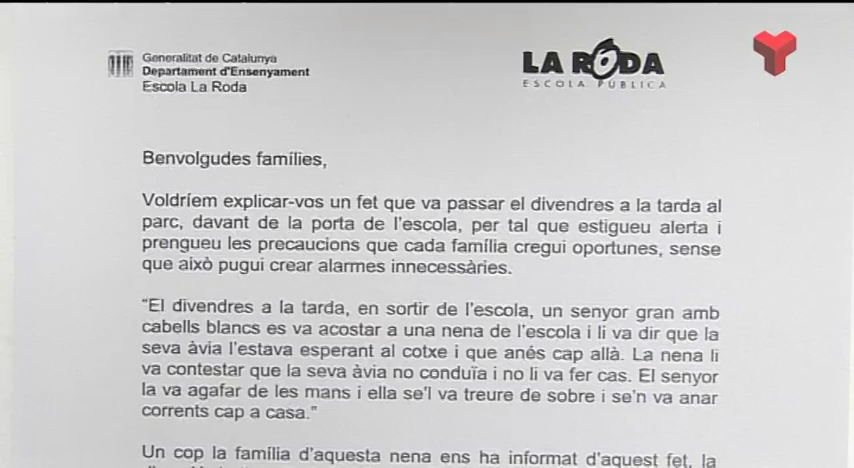 Generalitat de Catalunya
Departament d'Ensenyament
Escola La Roda
LA RODA
ESCOLA PÚBLICA
Benvolgudes famílies,
Voldríem explicar-vos un fet que va passar el divendres a la tarda al
parc, davant de la porta de l'escola, per tal que estigueu alerta i
prengueu les precaucions que cada família cregui oportunes, sense
que això pugui crear alarmes innecessàries.
"El divendres a la tarda, en sortir de l'escola, un senyor gran amb
cabells blancs es va acostar a una nena de l'escola i li va dir que la
seva àvia l'estava esperant al cotxe i que anés cap allà. La nena li
va contestar que la seva àvia no conduïa i no li va fer cas. El senyor
la va agafar de les mans i ella se'l va treure de sobre i se'n va anar
corrents cap a casa."
Un cop la família d'aquesta nena ens ha informat d'aquest fet, la